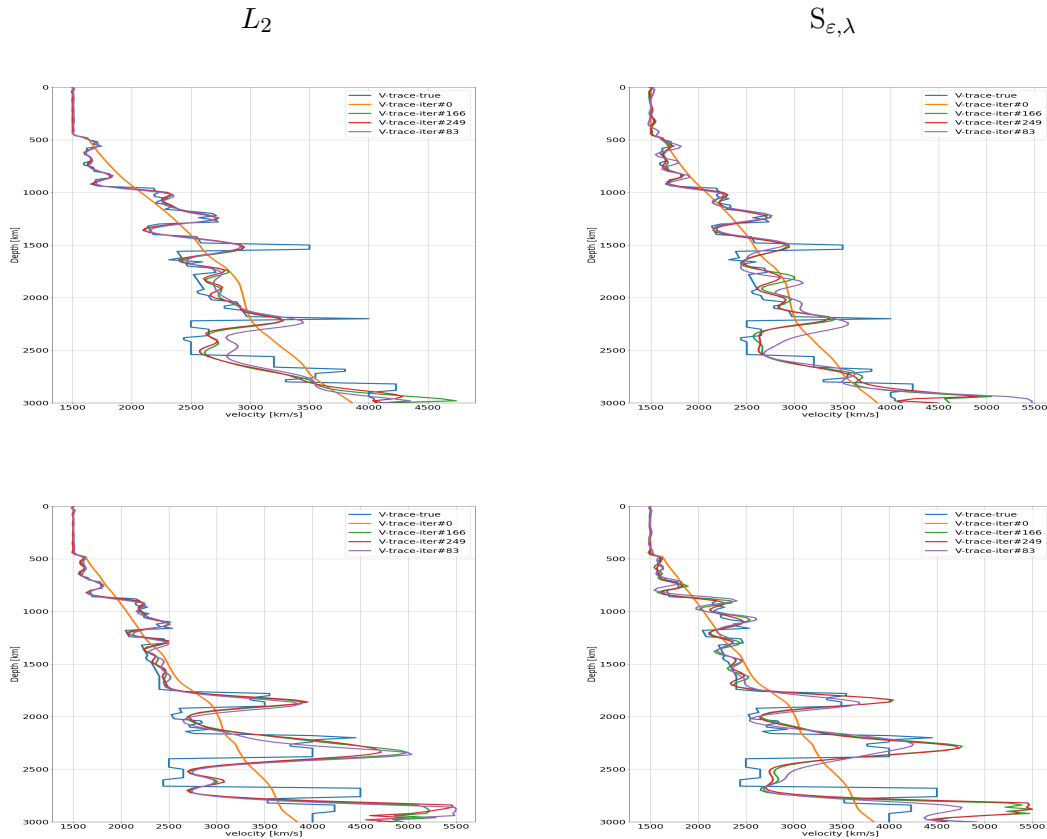 L₂
S_ε,λ
0
500
1000
1500
2000
2500
3000
Depth [km]
1500 2000 2500 3000 3500 4000 4500
velocity [km/s]
V-trace-true
V-trace-iter#0
V-trace-iter#166
V-trace-iter#249
V-trace-iter#83
0
500
1000
1500
2000
2500
3000
Depth [km]
1500 2000 2500 3000 3500 4000 4500 5000 5500
velocity [km/s]
V-trace-true
V-trace-iter#0
V-trace-iter#166
V-trace-iter#249
V-trace-iter#83
0
500
1000
1500
2000
2500
3000
Depth [km]
1500 2000 2500 3000 3500 4000 4500 5000 5500
velocity [km/s]
V-trace-true
V-trace-iter#0
V-trace-iter#166
V-trace-iter#249
V-trace-iter#83
0
500
1000
1500
2000
2500
3000
Depth [km]
1500 2000 2500 3000 3500 4000 4500 5000 5500
velocity [km/s]
V-trace-true
V-trace-iter#0
V-trace-iter#166
V-trace-iter#249
V-trace-iter#83